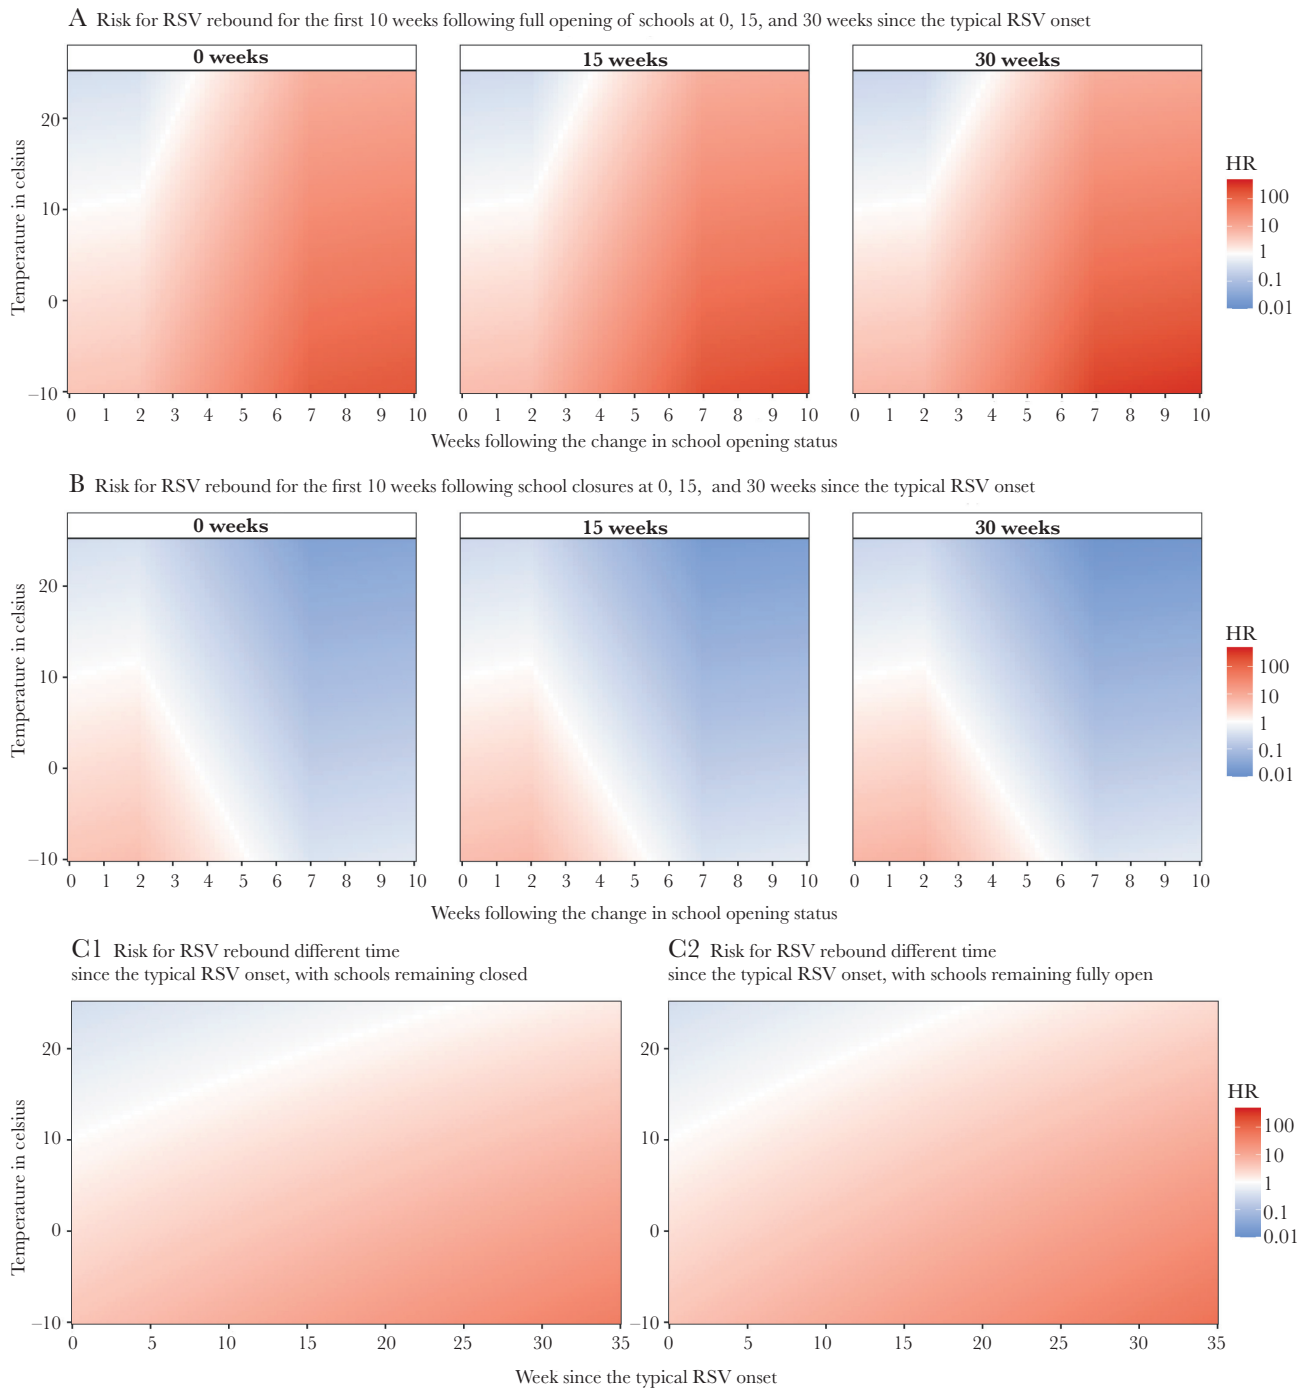 A Risk for RSV rebound for the first 10 weeks following full opening of schools at 0, 15, and 30 weeks since the typical RSV onset
0 weeks
15 weeks
30 weeks
Temperature in celsius
20
10
0
–10
0 1 2 3 4 5 6 7 8 9 10
0 1 2 3 4 5 6 7 8 9 10
0 1 2 3 4 5 6 7 8 9 10
Weeks following the change in school opening status
HR
100
10
1
0.1
0.01
B Risk for RSV rebound for the first 10 weeks following school closures at 0, 15, and 30 weeks since the typical RSV onset
0 weeks
15 weeks
30 weeks
Temperature in celsius
20
10
0
–10
0 1 2 3 4 5 6 7 8 9 10
0 1 2 3 4 5 6 7 8 9 10
0 1 2 3 4 5 6 7 8 9 10
Weeks following the change in school opening status
HR
100
10
1
0.1
0.01
C1 Risk for RSV rebound different time
since the typical RSV onset, with schools remaining closed
Temperature in celsius
20
10
0
–10
0 5 10 15 20 25 30 35
C2 Risk for RSV rebound different time
since the typical RSV onset, with schools remaining fully open
20
10
0
–10
0 5 10 15 20 25 30 35
Week since the typical RSV onset
HR
100
10
1
0.1
0.01